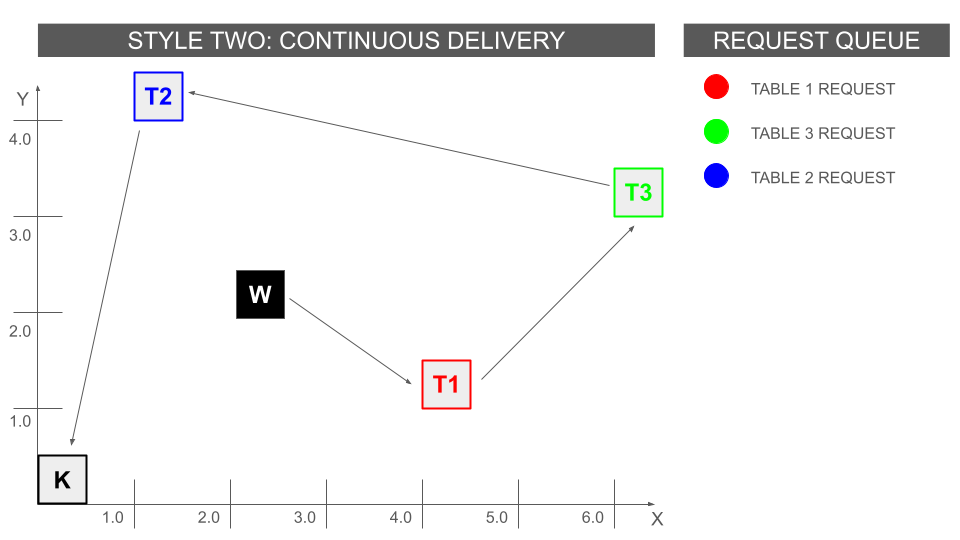 STYLE TWO: CONTINUOUS DELIVERY
REQUEST QUEUE
TABLE 1 REQUEST
TABLE 3 REQUEST
TABLE 2 REQUEST
Y
T2
4.0
T3
3.0
W
2.0
T1
1.0
K
1.0 2.0 3.0 4.0 5.0 6.0 X